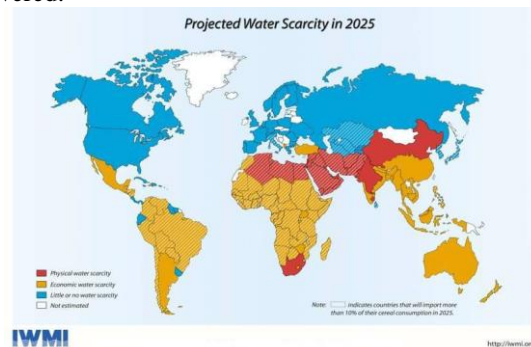 Projected Water Scarcity in 2025
Physical water scarcity
Economic water scarcity
Little or no water scarcity
Not estimated
Note: indicates countries that will import more
than 10% of their cereal consumption in 2025.
IWMI